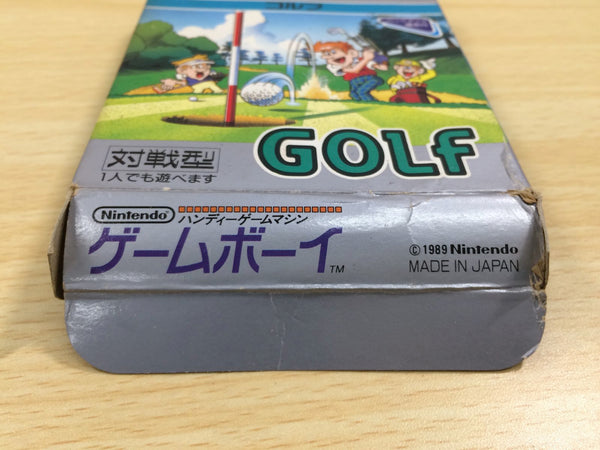 ゴルフ
GOLF
対戦型
1人でも遊べます
Nintendo
ハンディーゲームマシン
ゲームボーイ™
©1989 Nintendo
MADE IN JAPAN